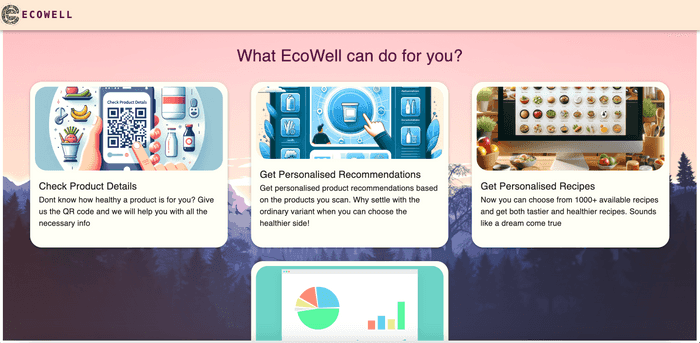 ECOWELL
What EcoWell can do for you?
Check Product Details
Check Product Details
Dont know how healthy a product is for you? Give
us the QR code and we will help you with all the
necessary info
Get Personalised Recommendations
Get personalised product recommendations based
on the products you scan. Why settle with the
ordinary variant when you can choose the
healthier side!
Get Personalised Recipes
Now you can choose from 1000+ available recipes
and get both tastier and healthier recipes. Sounds
like a dream come true